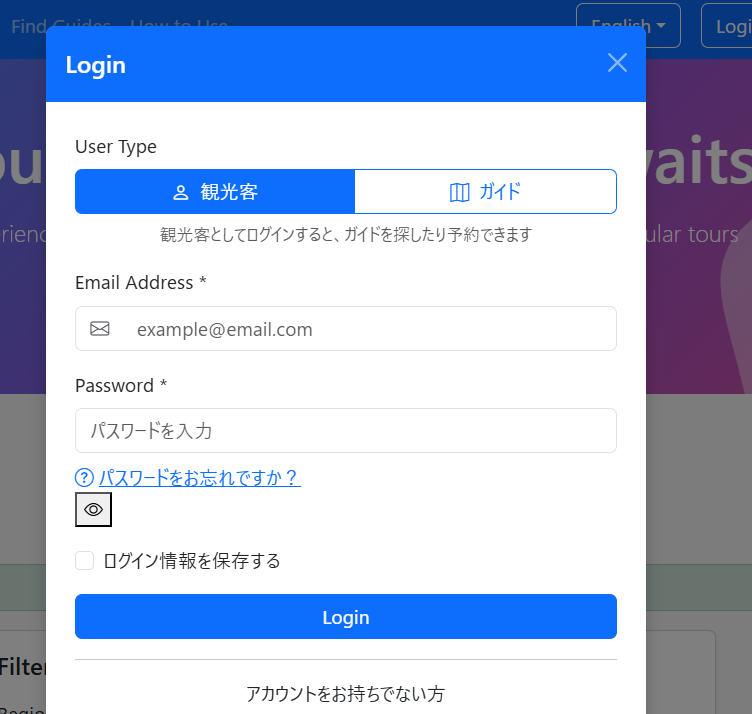 Find Guides How to Use English Logi
Login
ou
waits
User Type
観光客 ガイド
観光客としてログインすると、ガイドを探したり予約できます
rienc
ular tours
Email Address *
example@email.com
Password *
パスワードを入力
パスワードをお忘れですか？
ログイン情報を保存する
Login
Filter
アカウントをお持ちでない方
Regio